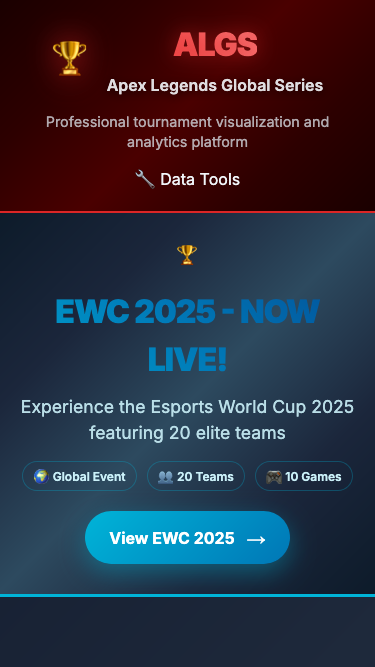 ALGS
Apex Legends Global Series
Professional tournament visualization and
analytics platform
Data Tools
EWC 2025 - NOW
LIVE!
Experience the Esports World Cup 2025
featuring 20 elite teams
Global Event
20 Teams
10 Games
View EWC 2025 →